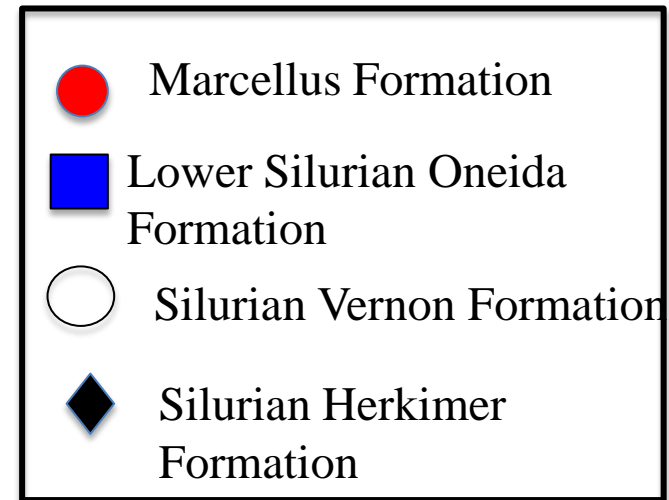 Marcellus Formation
Lower Silurian Oneida
Formation
Silurian Vernon Formation
Silurian Herkimer
Formation